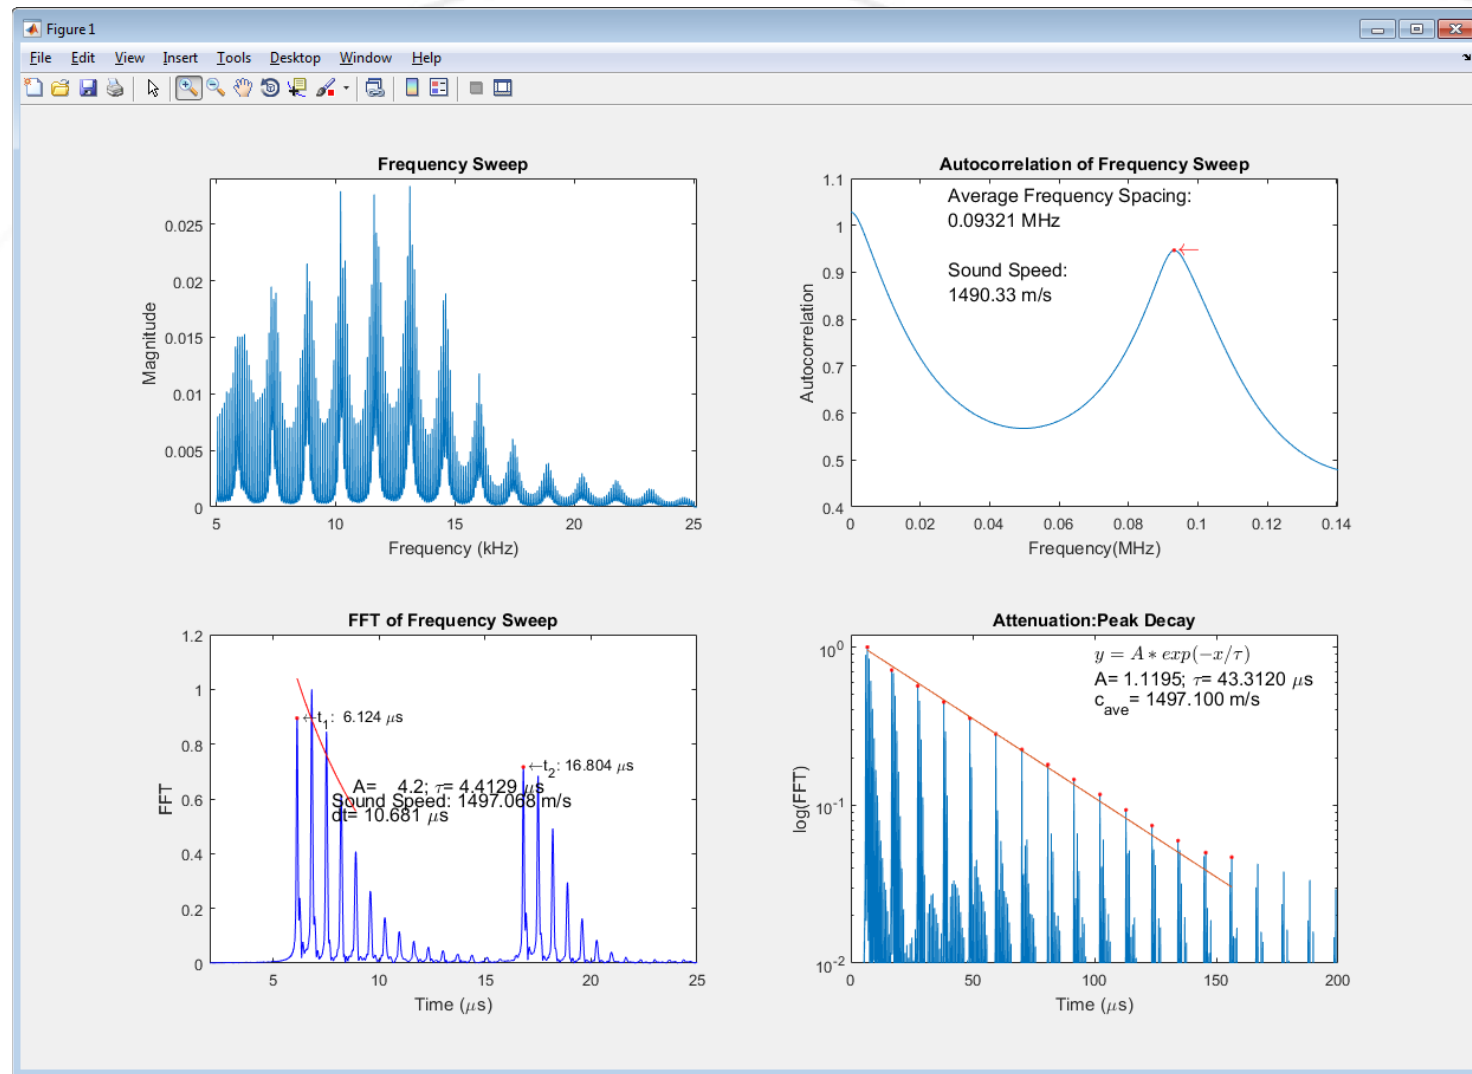 Figure 1
File Edit View Insert Tools Desktop Window Help
Frequency Sweep
0.025
0.02
0.015
0.01
0.005
0
Magnitude
5 10 15 20 25
Frequency (kHz)
Autocorrelation of Frequency Sweep
1.1
1
0.9
0.8
0.7
0.6
0.5
0.4
Autocorrelation
Average Frequency Spacing:
0.09321 MHz
Sound Speed:
1490.33 m/s
0 0.02 0.04 0.06 0.08 0.1 0.12 0.14
Frequency(MHz)
FFT of Frequency Sweep
1.2
1
0.8
0.6
0.4
0.2
0
FFT
←t1: 6.124 μs
←t2: 16.804 μs
A= 4.2; τ= 4.4129 μs
Sound Speed: 1497.068 m/s
dt= 10.681 μs
5 10 15 20 25
Time (μs)
Attenuation:Peak Decay
10^0
10^-1
10^-2
log(FFT)
y = A * exp(−x/τ)
A= 1.1195; τ= 43.3120 μs
c_ave= 1497.100 m/s
0 50 100 150 200
Time (μs)